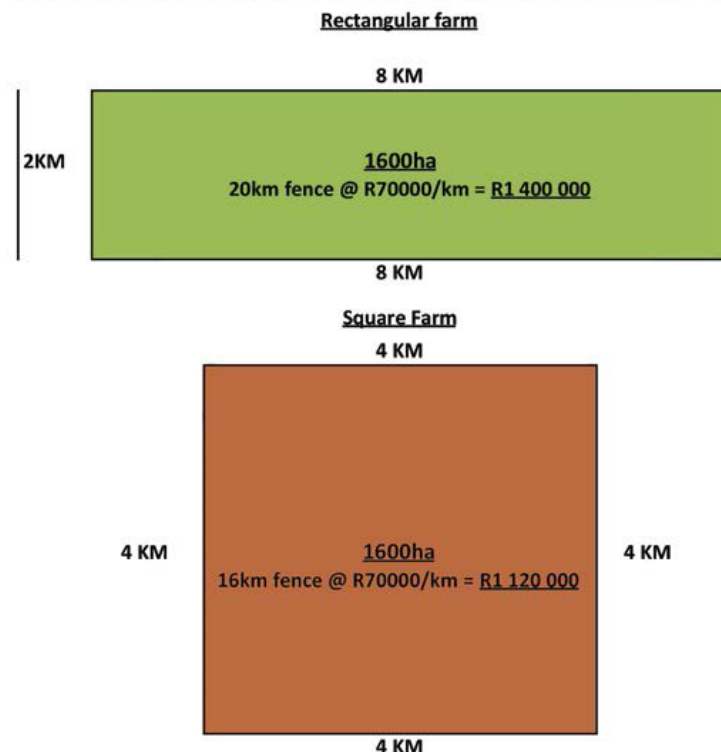 Rectangular farm
8 KM
2KM
1600ha
20km fence @ R70000/km = R1 400 000
8 KM
Square Farm
4 KM
4 KM
1600ha
4 KM
16km fence @ R70000/km = R1 120 000
4 KM